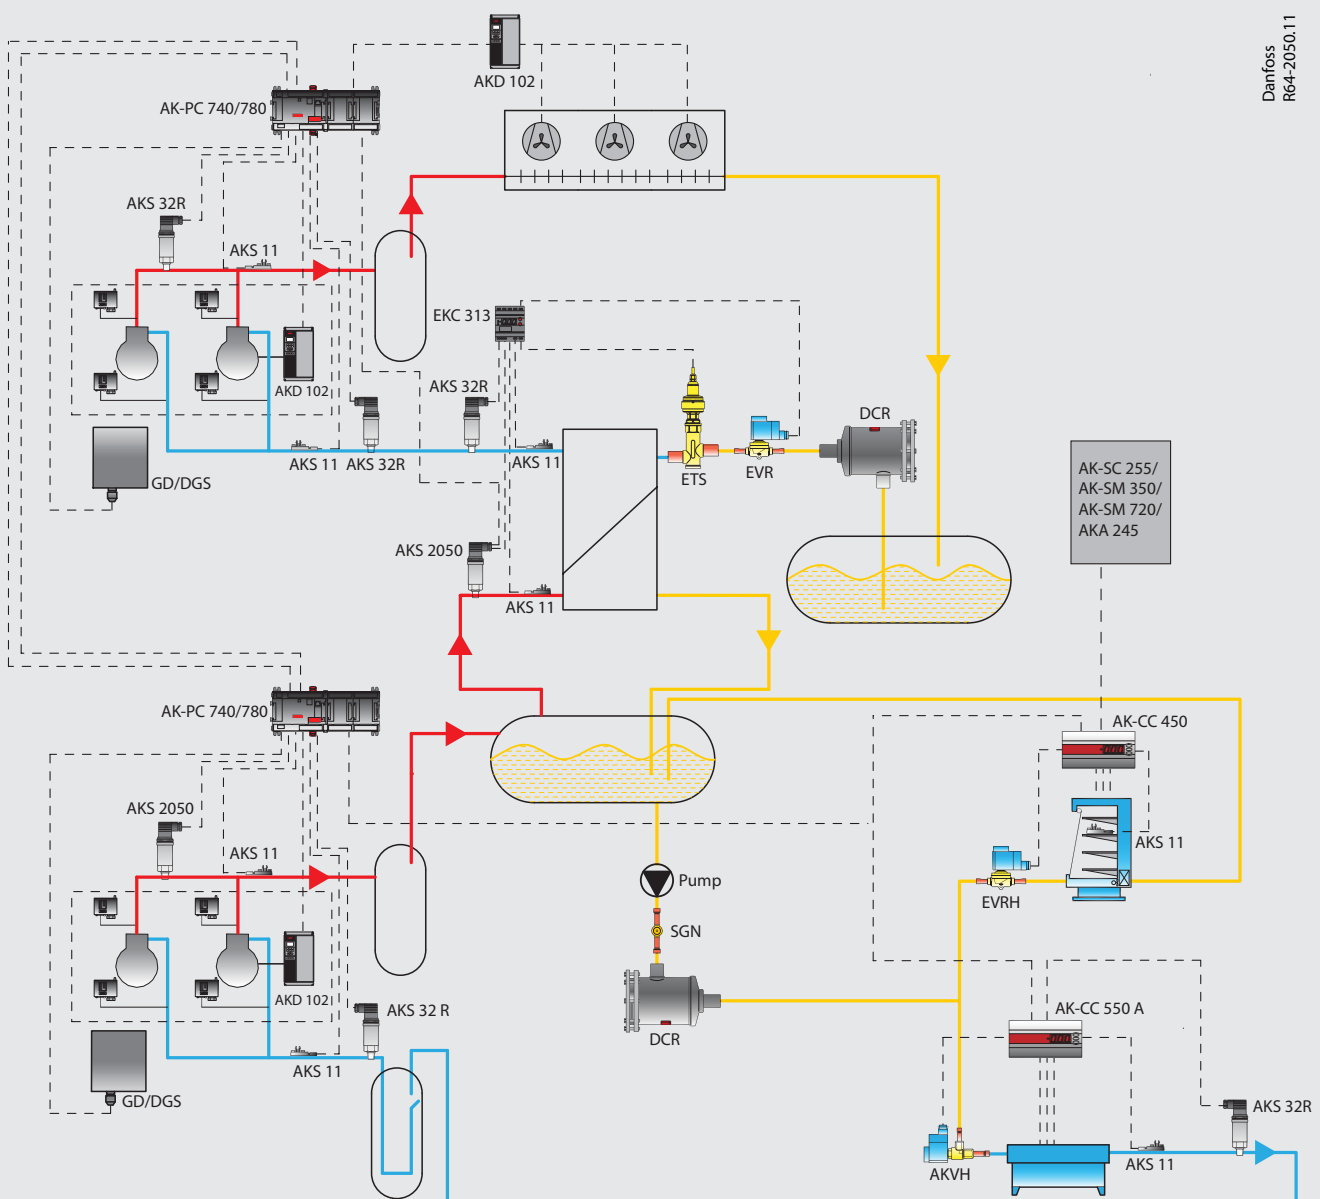 Danfoss
R64-2050.11
AKD 102
AK-PC 740/780
AKS 32R
AKS 11
EKC 313
AKD 102
AKS 32R
DCR
GD/DGS
AKS 11
AKS 32R
AKS 11
ETS
EVR
AK-SC 255/
AK-SM 350/
AK-SM 720/
AKA 245
AKS 2050
AKS 11
AK-PC 740/780
AK-CC 450
AKS 2050
AKS 11
AKS 11
Pump
EVRH
SGN
AKD 102
AKS 32 R
AK-CC 550 A
DCR
AKS 11
GD/DGS
AKS 32R
AKVH
AKS 11